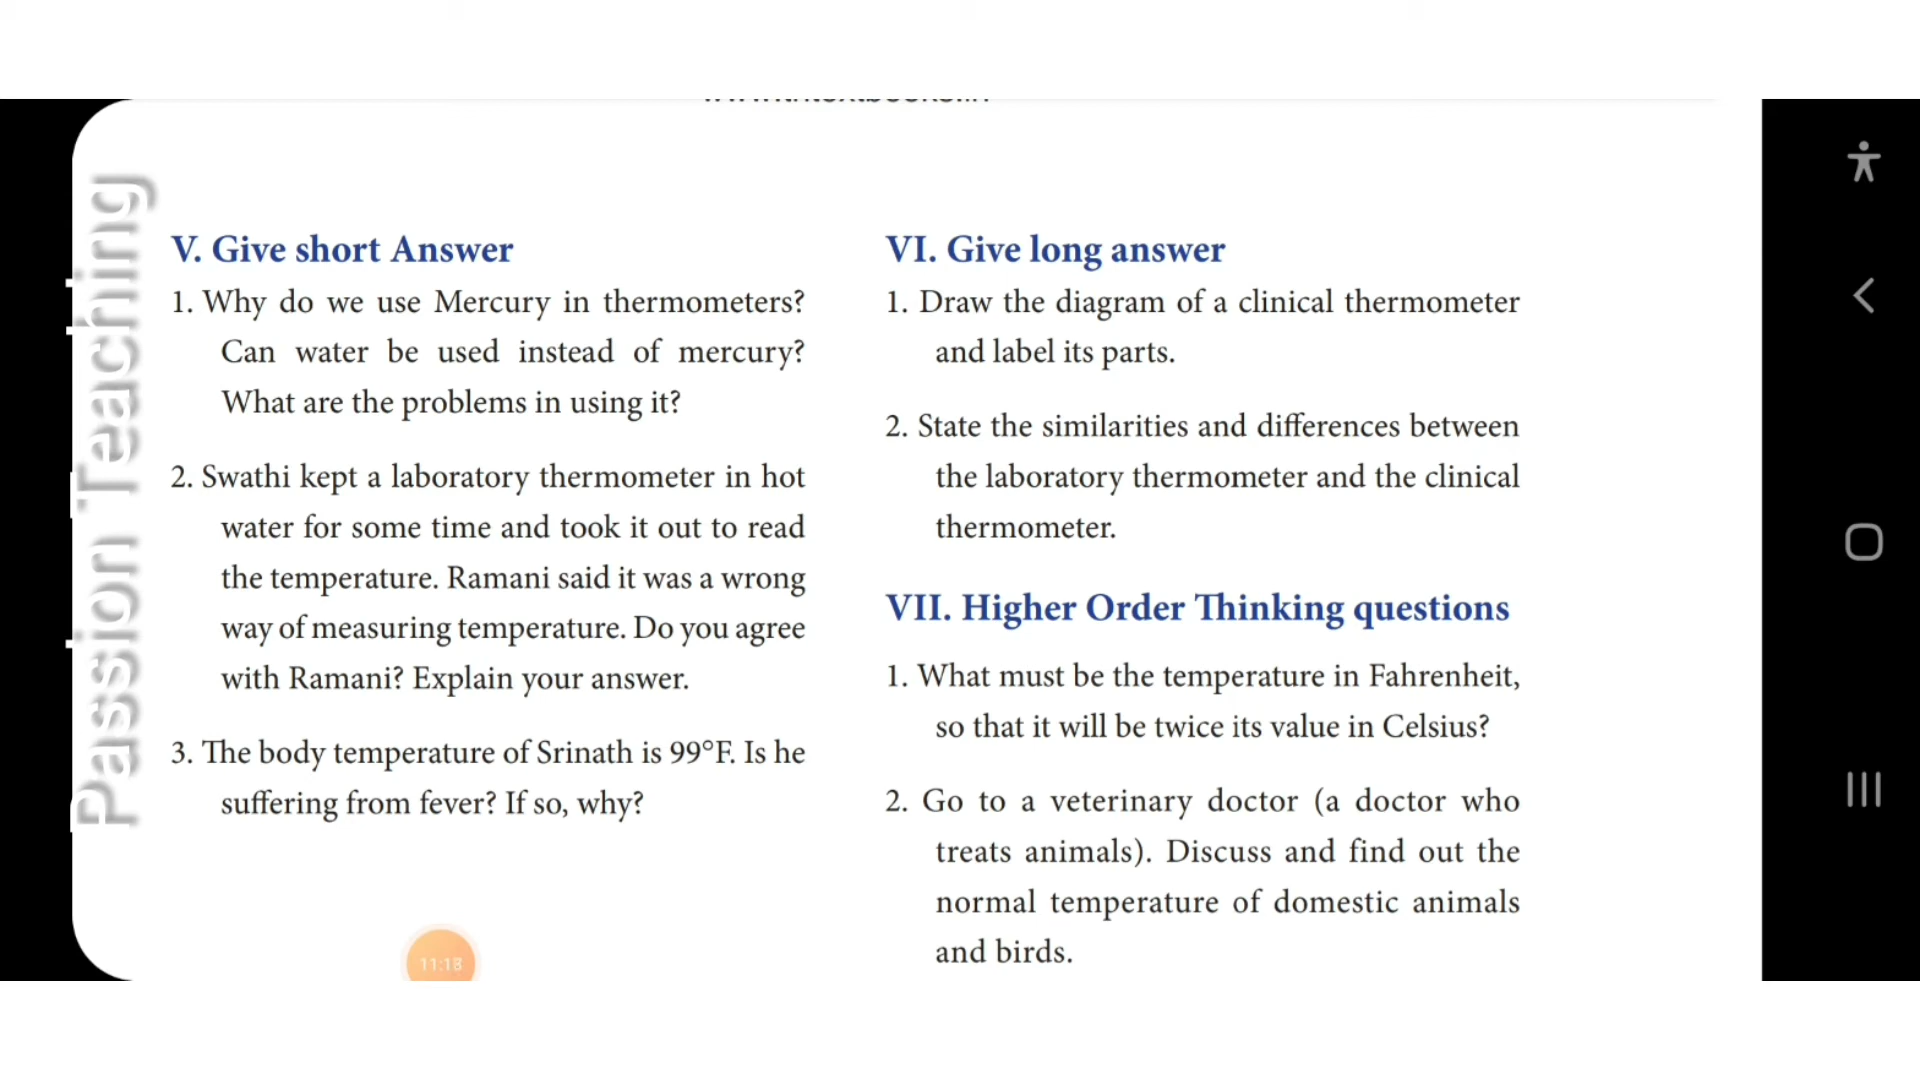 Passion Teaching
V. Give short Answer
1. Why do we use Mercury in thermometers?
Can water be used instead of mercury?
What are the problems in using it?
2. Swathi kept a laboratory thermometer in hot
water for some time and took it out to read
the temperature. Ramani said it was a wrong
way of measuring temperature. Do you agree
with Ramani? Explain your answer.
3. The body temperature of Srinath is 99°F. Is he
suffering from fever? If so, why?
11:18
VI. Give long answer
1. Draw the diagram of a clinical thermometer
and label its parts.
2. State the similarities and differences between
the laboratory thermometer and the clinical
thermometer.
VII. Higher Order Thinking questions
1. What must be the temperature in Fahrenheit,
so that it will be twice its value in Celsius?
2. Go to a veterinary doctor (a doctor who
treats animals). Discuss and find out the
normal temperature of domestic animals
and birds.